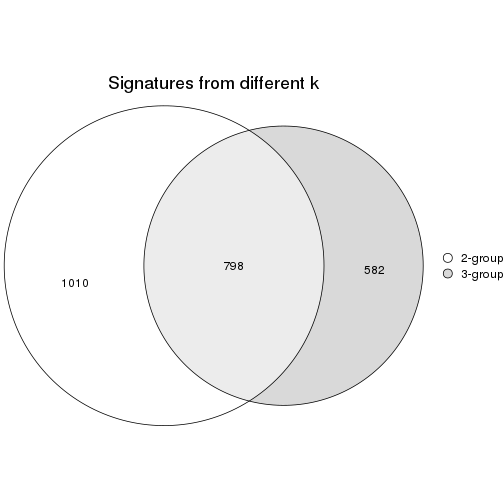 Signatures from different k
1010
798
582
2-group
3-group